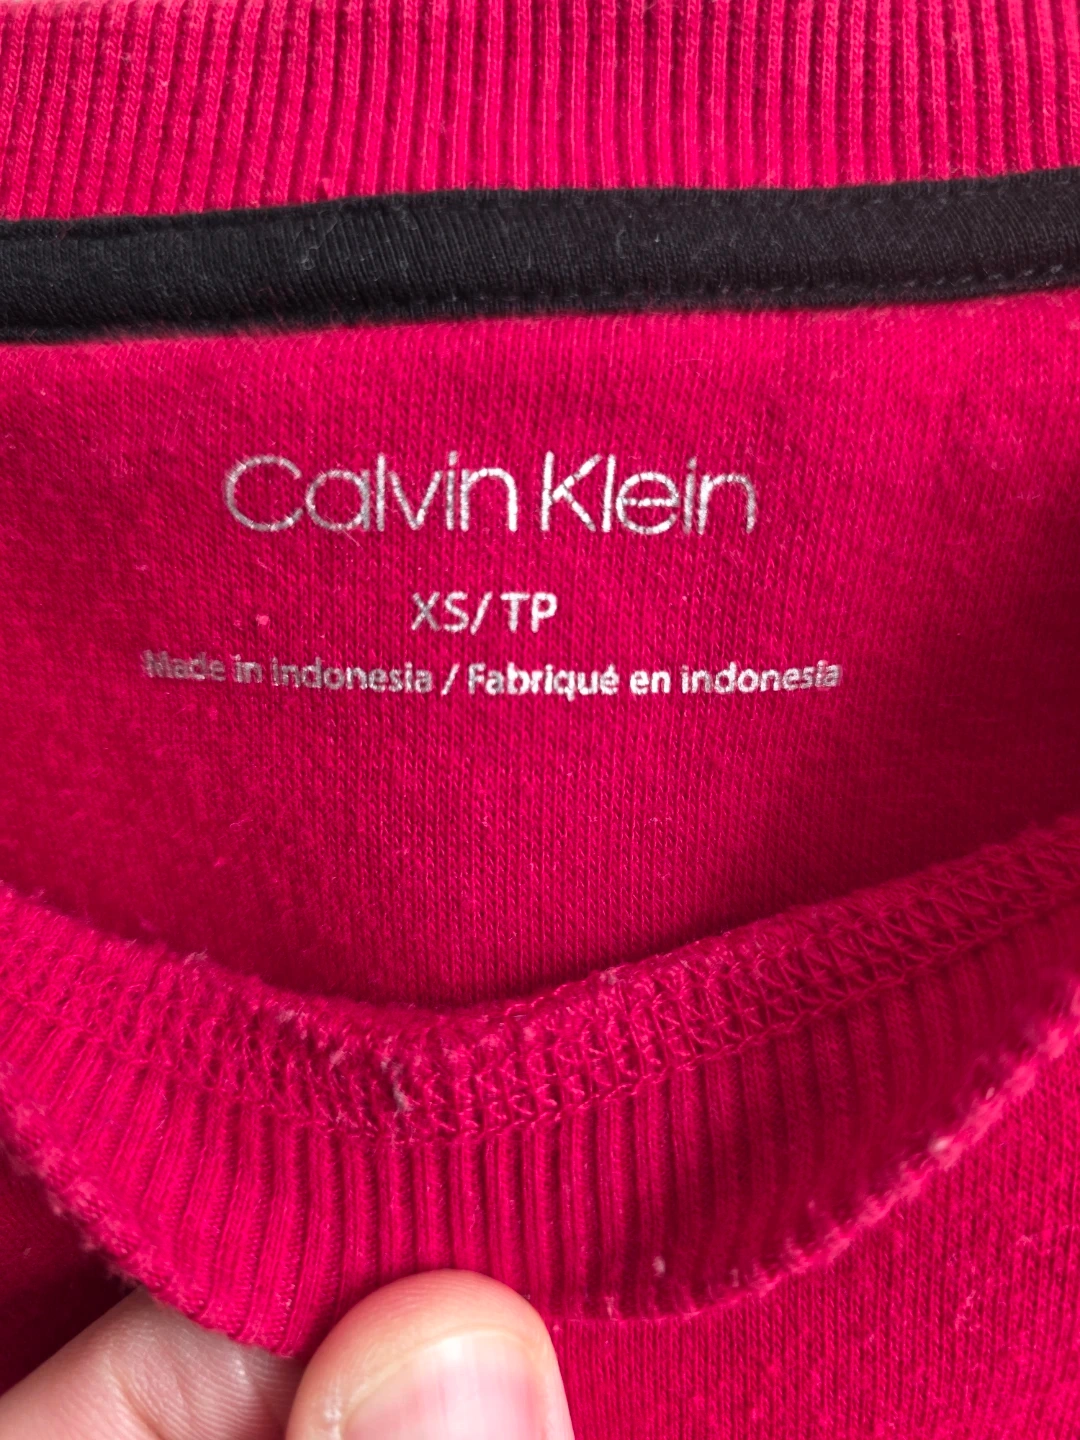 Calvin Klein
XS/TP
Made in indonesia / Fabriqué en indonesia